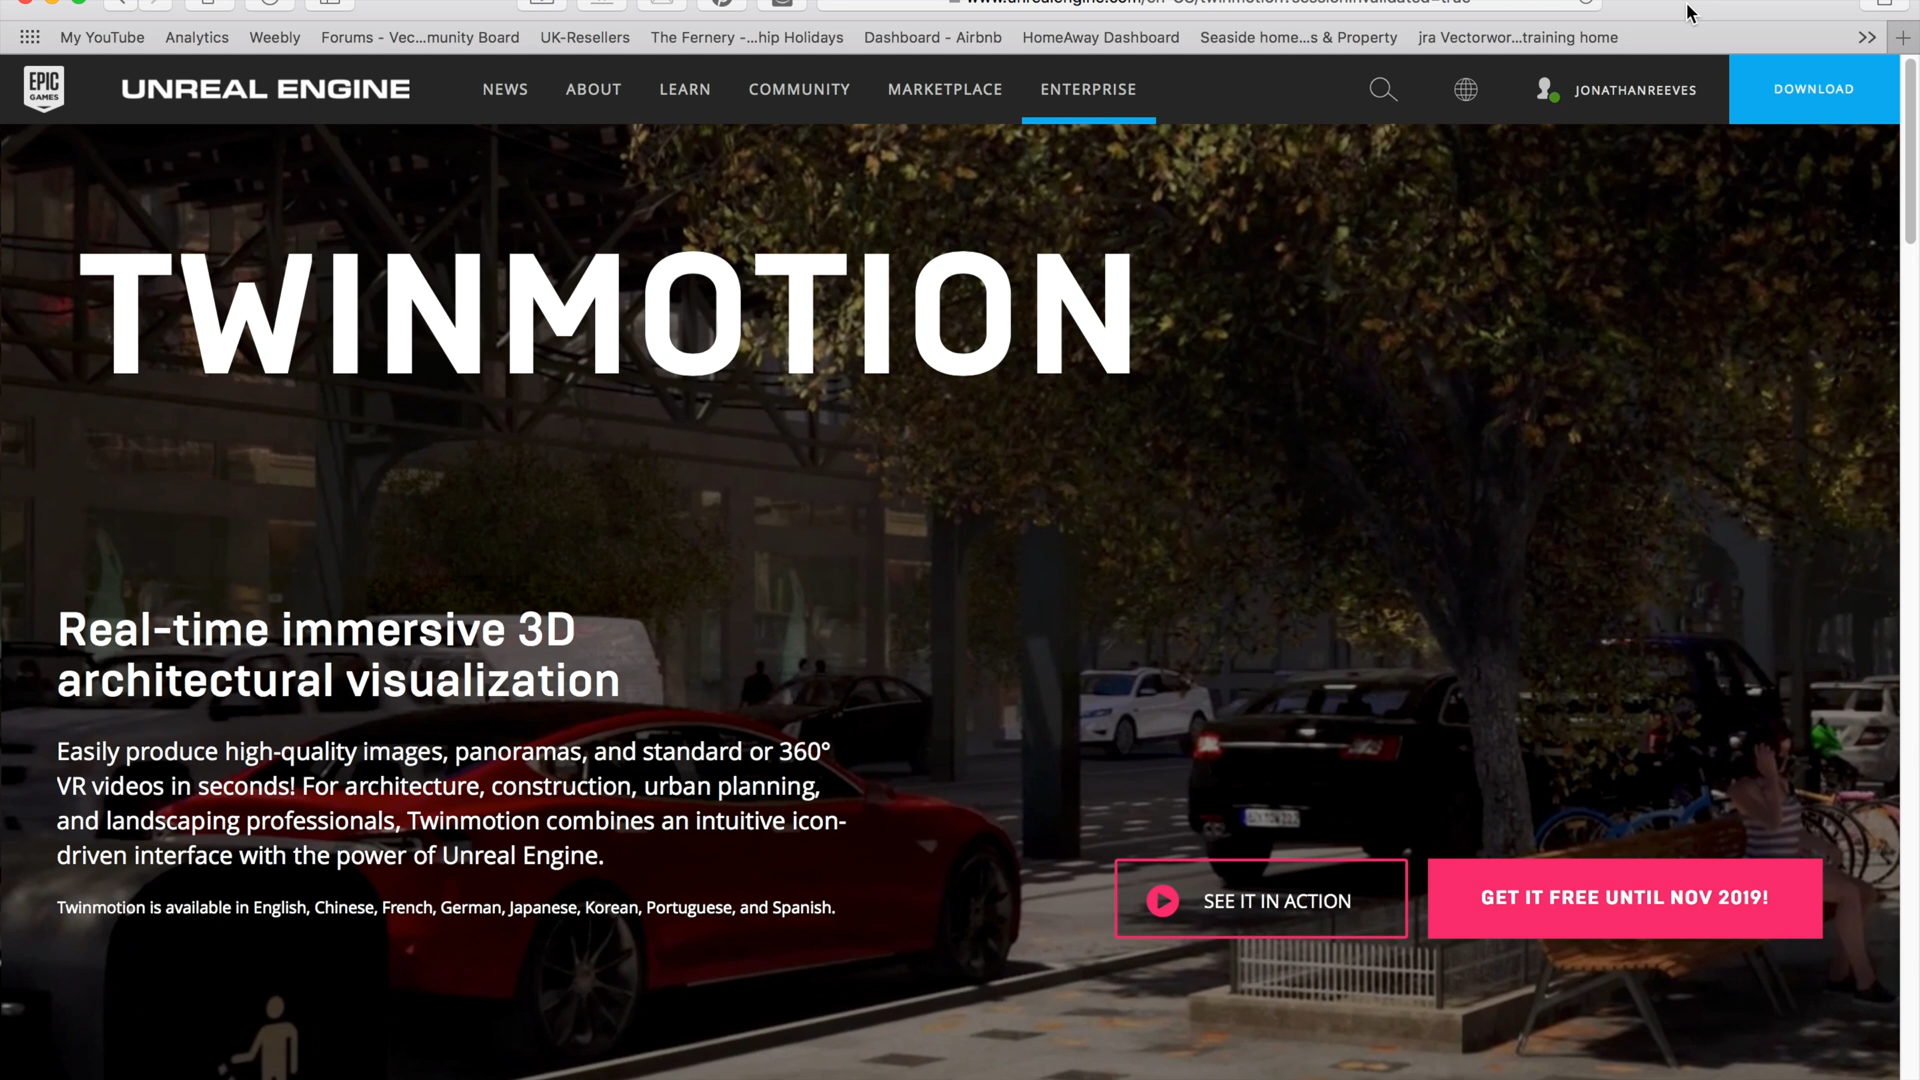 My YouTube Analytics Weebly Forums - Vec...munity Board UK-Resellers The Fernery -...hip Holidays Dashboard - Airbnb HomeAway Dashboard Seaside home...s & Property jra Vectorwor...training home
EPIC GAMES UNREAL ENGINE NEWS ABOUT LEARN COMMUNITY MARKETPLACE ENTERPRISE JONATHANREEVES DOWNLOAD
TWINMOTION
Real-time immersive 3D
architectural visualization
Easily produce high-quality images, panoramas, and standard or 360°
VR videos in seconds! For architecture, construction, urban planning,
and landscaping professionals, Twinmotion combines an intuitive icon-
driven interface with the power of Unreal Engine.
Twinmotion is available in English, Chinese, French, German, Japanese, Korean, Portuguese, and Spanish.
SEE IT IN ACTION
GET IT FREE UNTIL NOV 2019!